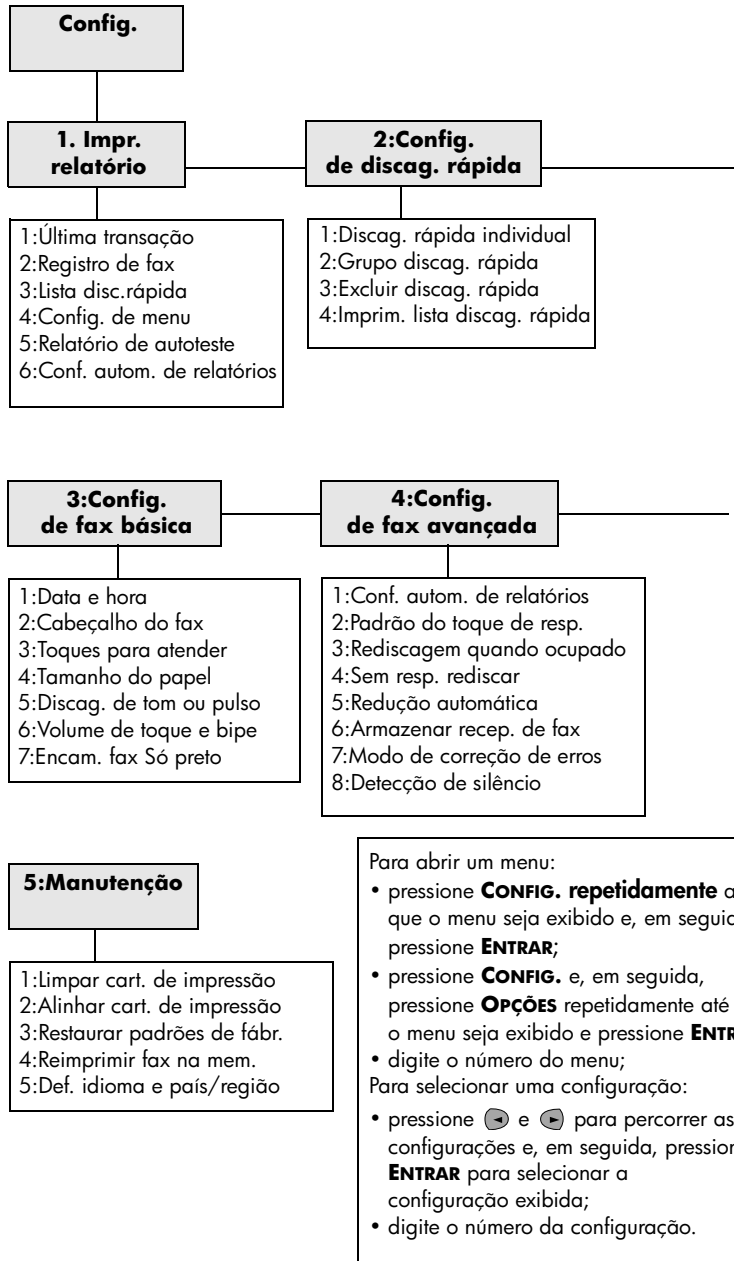 Config.
1. Impr.
relatório
2:Config.
de discag. rápida
1:Última transação
2:Registro de fax
3:Lista disc.rápida
4:Config. de menu
5:Relatório de autoteste
6:Conf. autom. de relatórios
1:Discag. rápida individual
2:Grupo discag. rápida
3:Excluir discag. rápida
4:Imprim. lista discag. rápida
3:Config.
de fax básica
4:Config.
de fax avançada
1:Data e hora
2:Cabeçalho do fax
3:Toques para atender
4:Tamanho do papel
5:Discag. de tom ou pulso
6:Volume de toque e bipe
7:Encam. fax Só preto
1:Conf. autom. de relatórios
2:Padrão do toque de resp.
3:Rediscagem quando ocupado
4:Sem resp. rediscar
5:Redução automática
6:Armazenar recep. de fax
7:Modo de correção de erros
8:Detecção de silêncio
5:Manutenção
1:Limpar cart. de impressão
2:Alinhar cart. de impressão
3:Restaurar padrões de fábr.
4:Reimprimir fax na mem.
5:Def. idioma e país/região
Para abrir um menu:
• pressione CONFIG. repetidamente a
que o menu seja exibido e, em seguid
pressione ENTRAR;
• pressione CONFIG. e, em seguida,
pressione OPÇÕES repetidamente até
o menu seja exibido e pressione ENTR
• digite o número do menu;
Para selecionar uma configuração:
• pressione e para percorrer as
configurações e, em seguida, pression
ENTRAR para selecionar a
configuração exibida;
• digite o número da configuração.